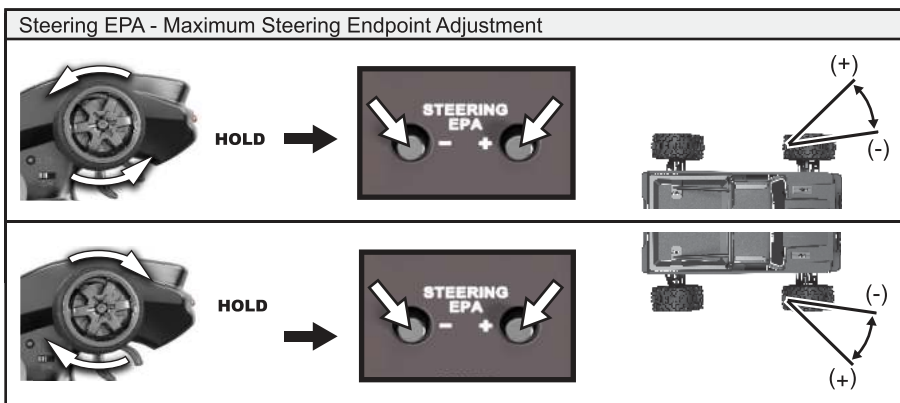 Steering EPA - Maximum Steering Endpoint Adjustment
HOLD
STEERING
EPA
- +
(+)
(-)
HOLD
STEERING
EPA
- +
(-)
(+)